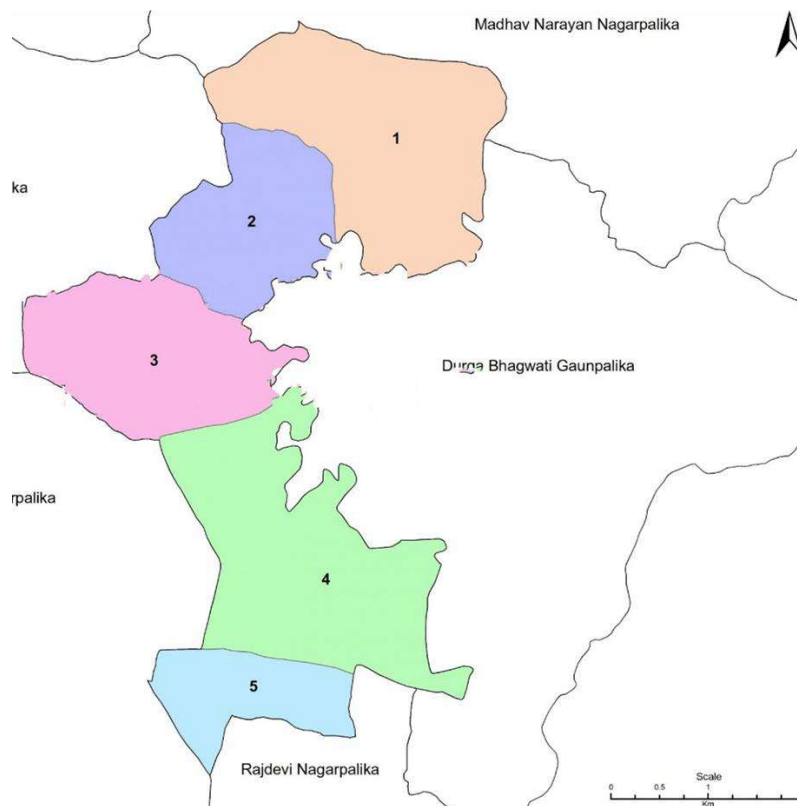 Madhav Narayan Nagarpalika
1
ka
2
3
Durga Bhagwati Gaunpalika
rpalika
4
5
Rajdevi Nagarpalika
Scale
0 0.5 1 2
Km